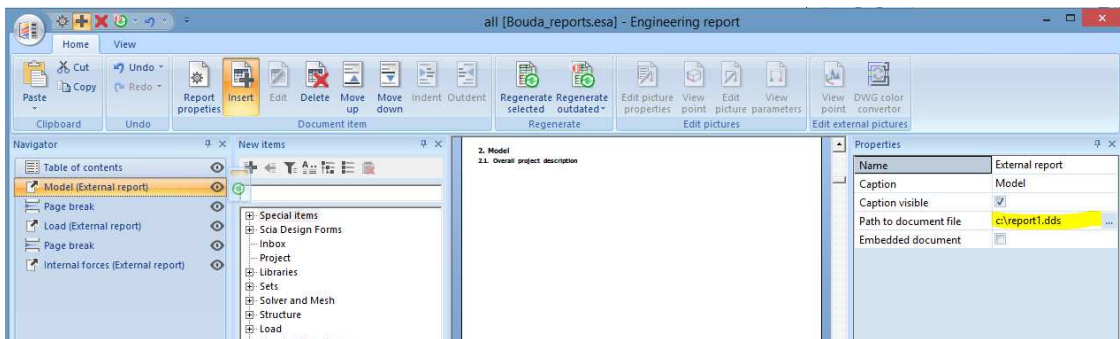 all [Bouda_reports.esa] - Engineering report
Home View
Paste
Cut
Copy
Clipboard
Undo
Redo
Undo
Report propeties
Insert
Edit
Delete
Move up
Move down
Indent
Outdent
Document item
Regenerate selected
Regenerate outdated
Regenerate
Edit picture properties
View point
Edit picture
View parameters
Edit pictures
View point
DWG color convertor
Edit external pictures
Navigator
Table of contents
Model (External report)
Page break
Load (External report)
Page break
Internal forces (External report)
New items
Special items
Scia Design Forms
Inbox
Project
Libraries
Sets
Solver and Mesh
Structure
Load
2. Model
2.1. Overall project description
Properties
Name External report
Caption Model
Caption visible
Path to document file c:\report1.dds ...
Embedded document